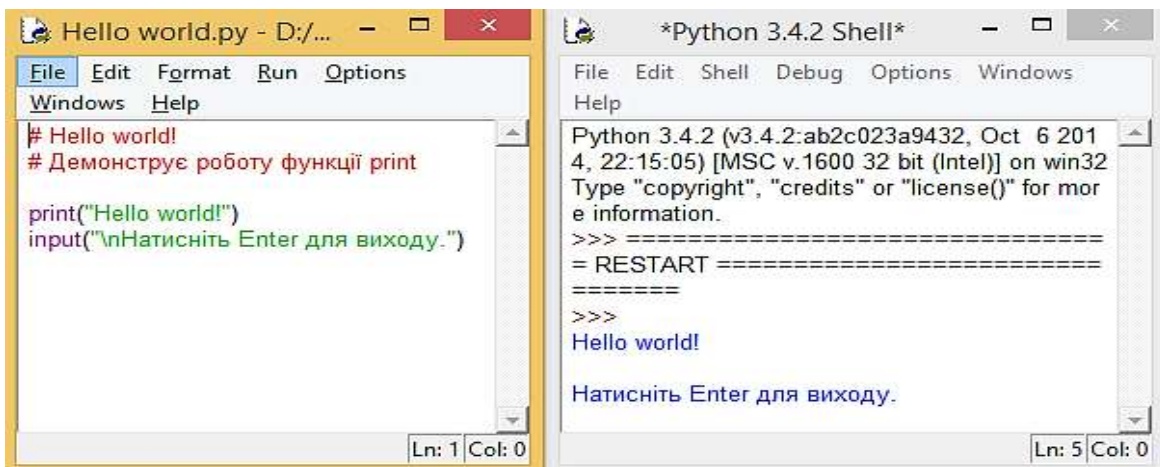 Hello world.py - D:/...
File Edit Format Run Options
Windows Help
# Hello world!
# Демонструє роботу функції print
print("Hello world!")
input("\nНатисніть Enter для виходу.")
Ln: 1 Col: 0
*Python 3.4.2 Shell*
File Edit Shell Debug Options Windows
Help
Python 3.4.2 (v3.4.2:ab2c023a9432, Oct  6 201
4, 22:15:05) [MSC v.1600 32 bit (Intel)] on win32
Type "copyright", "credits" or "license()" for mor
e information.
>>> ===============================
= RESTART =========================
=======
>>>
Hello world!
Натисніть Enter для виходу.
Ln: 5 Col: 0